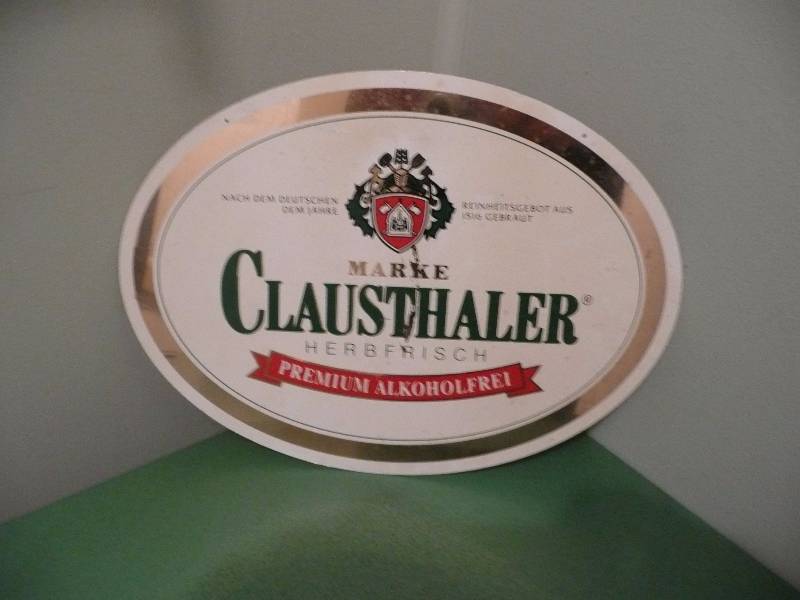 NACH DEM DEUTSCHEN REINHEITSGEBOT AUS
DEM JAHRE 1516 GEBRAUT
MARKE
CLAUSTHALER®
HERBFRISCH
PREMIUM ALKOHOLFREI